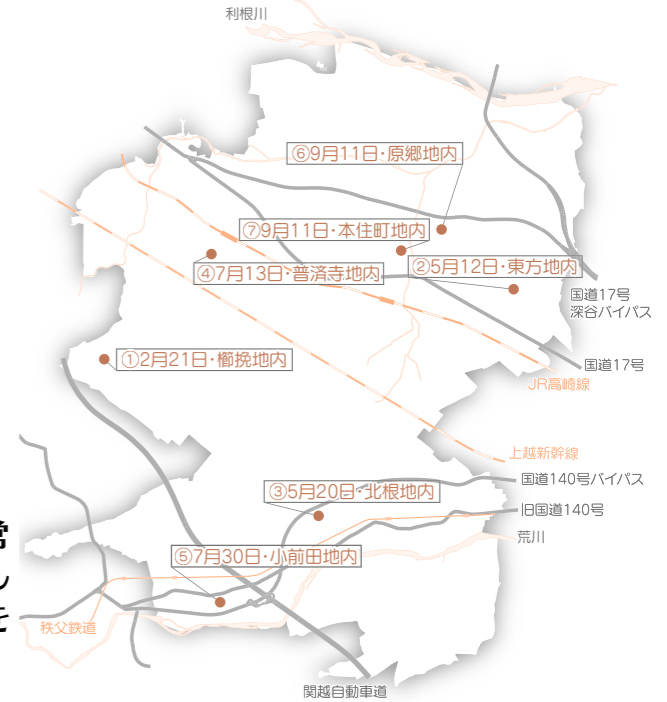 利根川
⑥9月11日・原郷地内
⑦9月11日・本住町地内
④7月13日・普済寺地内
②5月12日・東方地内
国道17号
深谷バイパス
①2月21日・櫛挽地内
国道17号
JR高崎線
上越新幹線
国道140号バイパス
③5月20日・北根地内
旧国道140号
荒川
⑤7月30日・小前田地内
秩父鉄道
関越自動車道
常
し
を